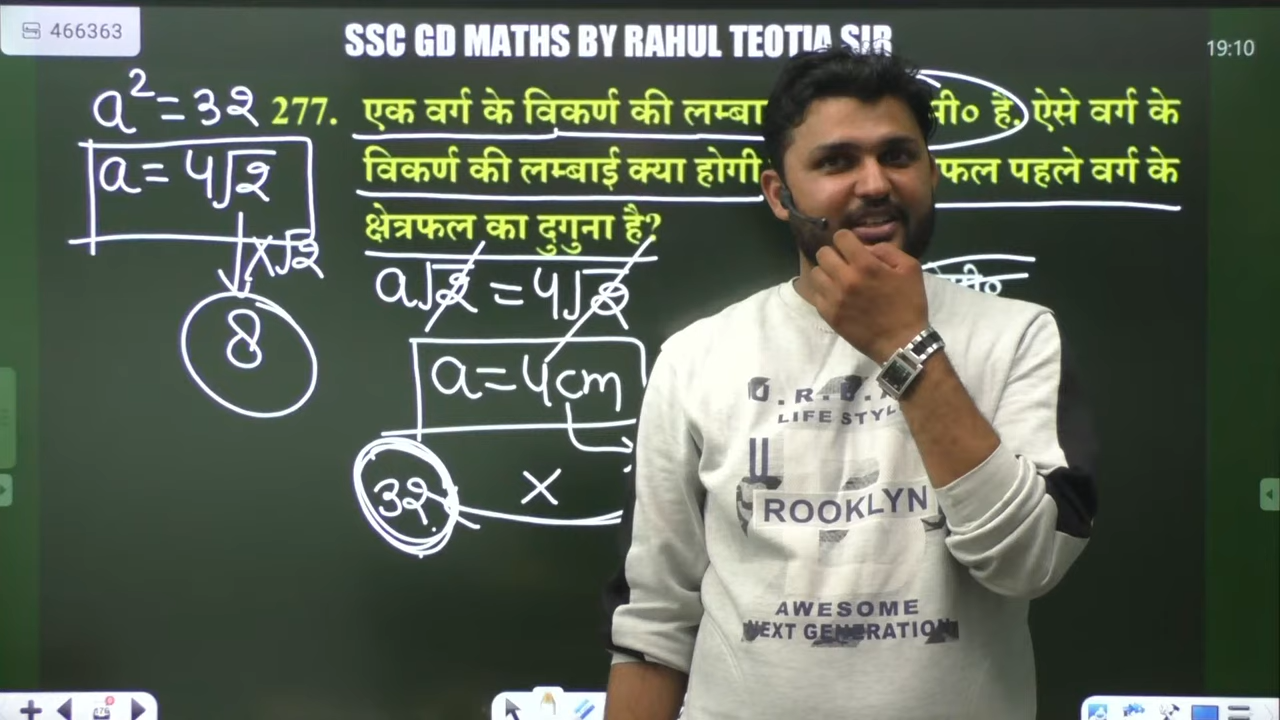 466363
SSC GD MATHS BY RAHUL TEOTIA SIR
19:10
a² = 32
a = 4√2
×√2
8
277. एक वर्ग के विकर्ण की लम्बा मी० है. ऐसे वर्ग के
विकर्ण की लम्बाई क्या होगी फल पहले वर्ग के
क्षेत्रफल का दुगुना है?
a√2 = 4√2
a = 4cm
32 ×
LIFE STYL
ROOKLYN
AWESOME
NEXT GENERATION